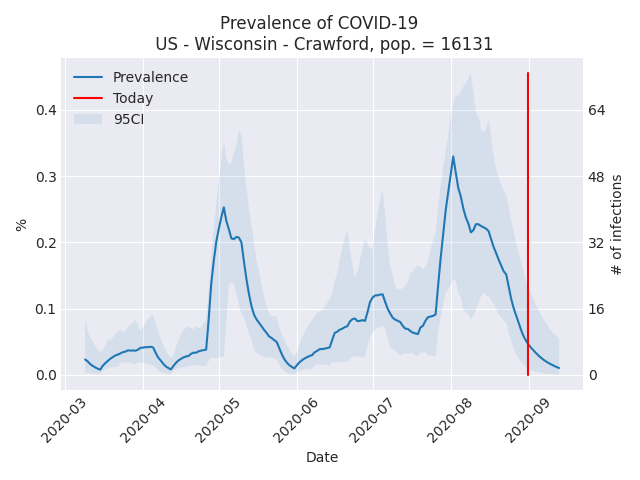 Prevalence of COVID-19
US - Wisconsin - Crawford, pop. = 16131
Prevalence
Today
95CI
0.4
0.3
0.2
0.1
0.0
%
64
48
32
16
0
# of infections
2020-03
2020-04
2020-05
2020-06
2020-07
2020-08
2020-09
Date